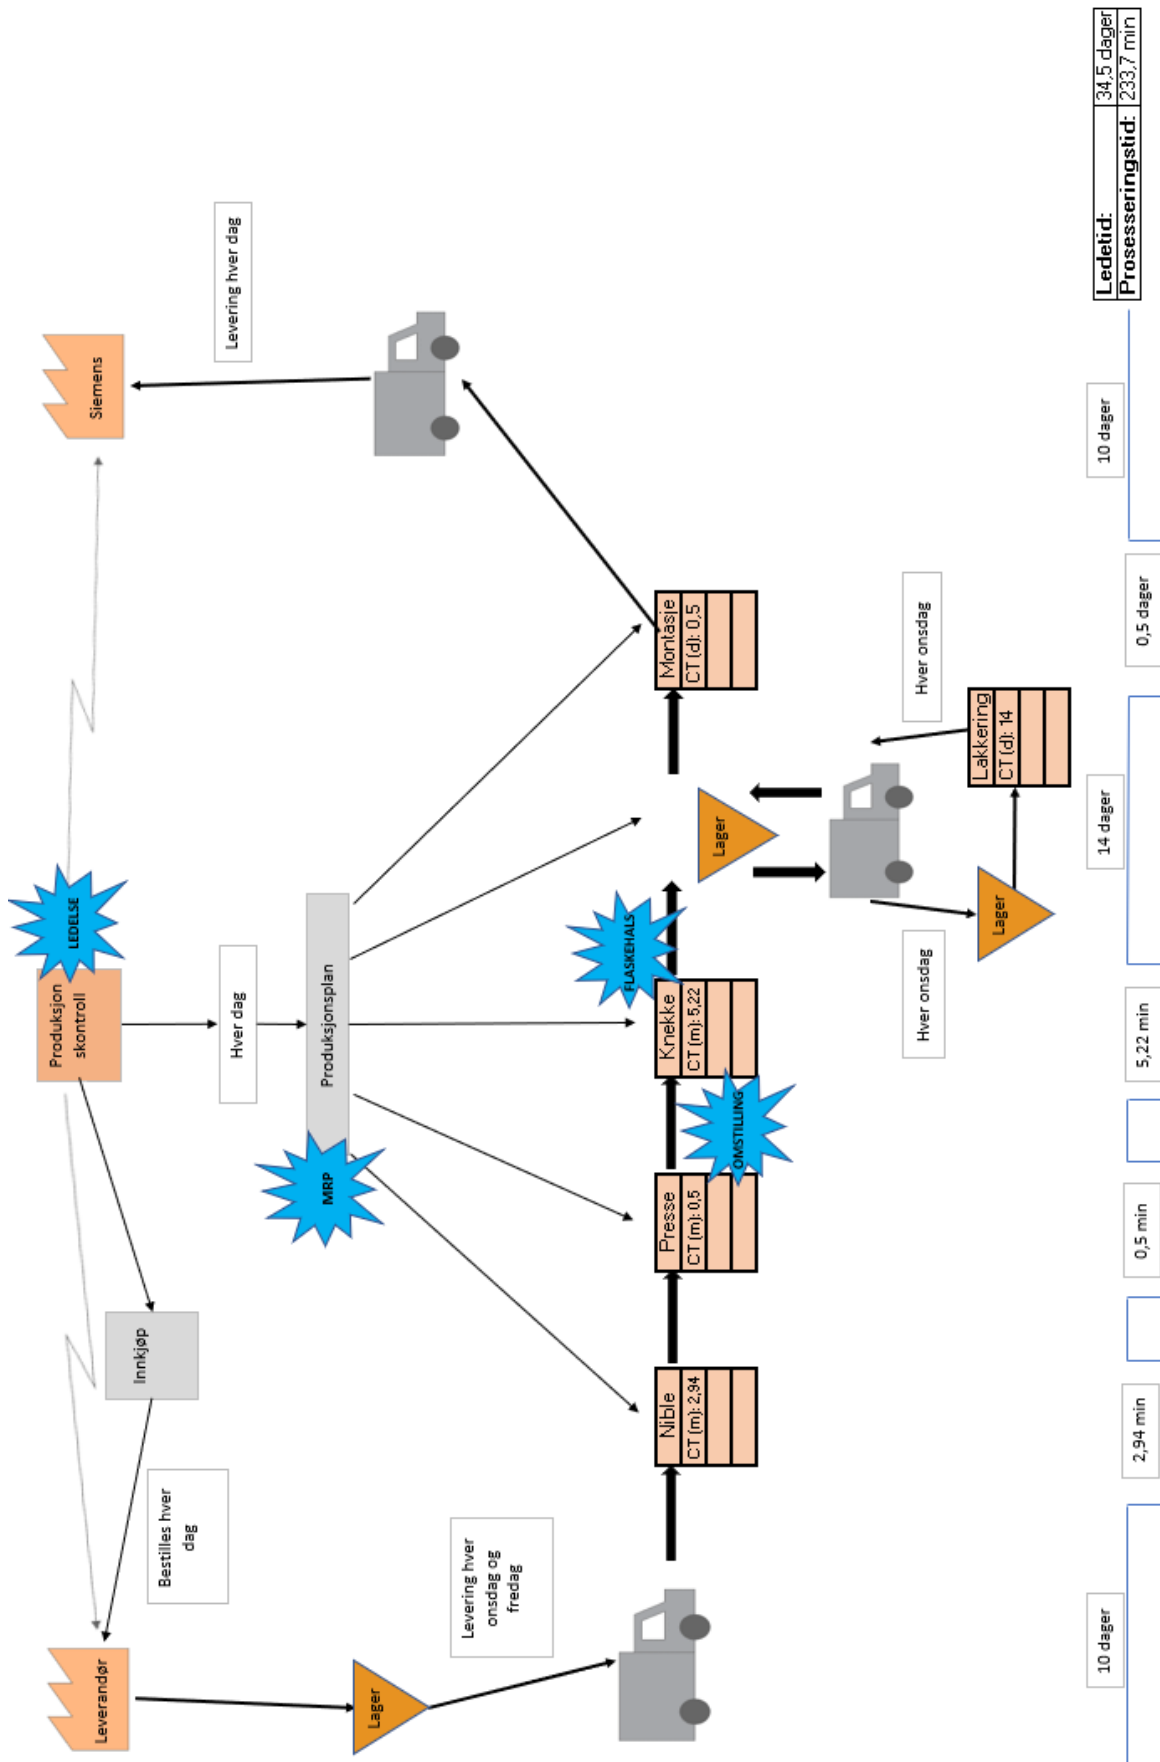 Leverandør
Produksjon
skontroll
LEDELSE
Siemens
Innkjøp
Bestilles hver
dag
Hver dag
Levering hver dag
Lager
MRP
Produksjonsplan
Levering hver
onsdag og
fredag
FLASKEHALS
Nible
CT (m): 2,94
Presse
CT (m): 0,5
OMSTILLING
Knekke
CT (m): 5,22
Lager
Montasje
CT (d): 0,5
Hver onsdag
Hver onsdag
Lager
Lakkering
CT (d): 14
10 dager
2,94 min
0,5 min
5,22 min
14 dager
0,5 dager
10 dager
Ledetid: 34,5 dager
Prosesseringstid: 233,7 min